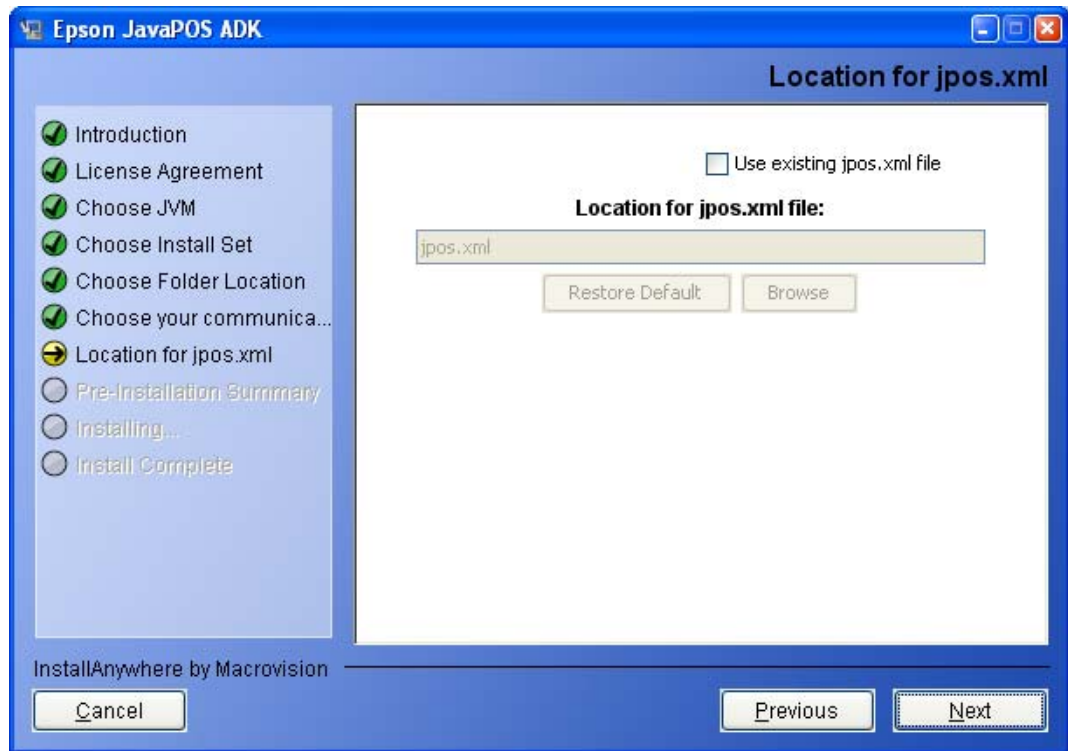 Epson JavaPOS ADK
Location for jpos.xml
Introduction
License Agreement
Choose JVM
Choose Install Set
Choose Folder Location
Choose your communica...
Location for jpos.xml
Pre-Installation Summary
Installing...
Install Complete
Use existing jpos.xml file
Location for jpos.xml file:
jpos.xml
Restore Default
Browse
InstallAnywhere by Macrovision
Cancel
Previous
Next